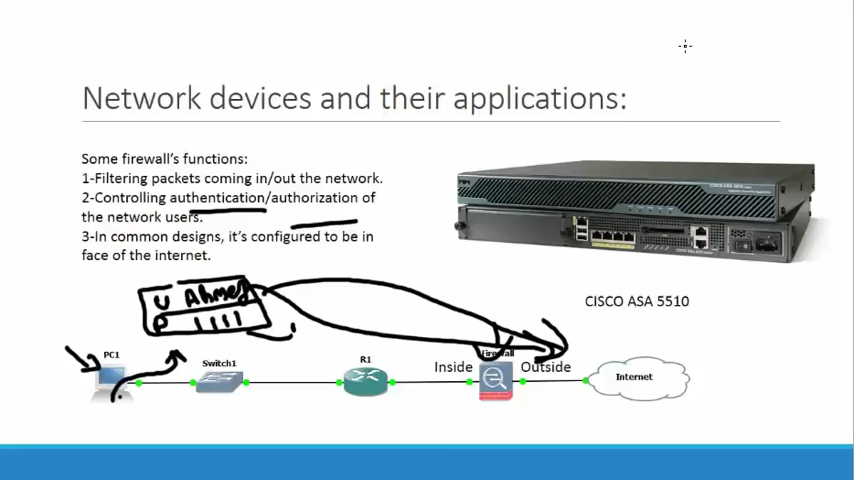 Network devices and their applications:
Some firewall's functions:
1-Filtering packets coming in/out the network.
2-Controlling authentication/authorization of
the network users.
3-In common designs, it's configured to be in
face of the internet.
CISCO ASA 5510
U Ahmed
P 1111
PC1
Switch1
R1
Firewall
Inside
Outside
Internet